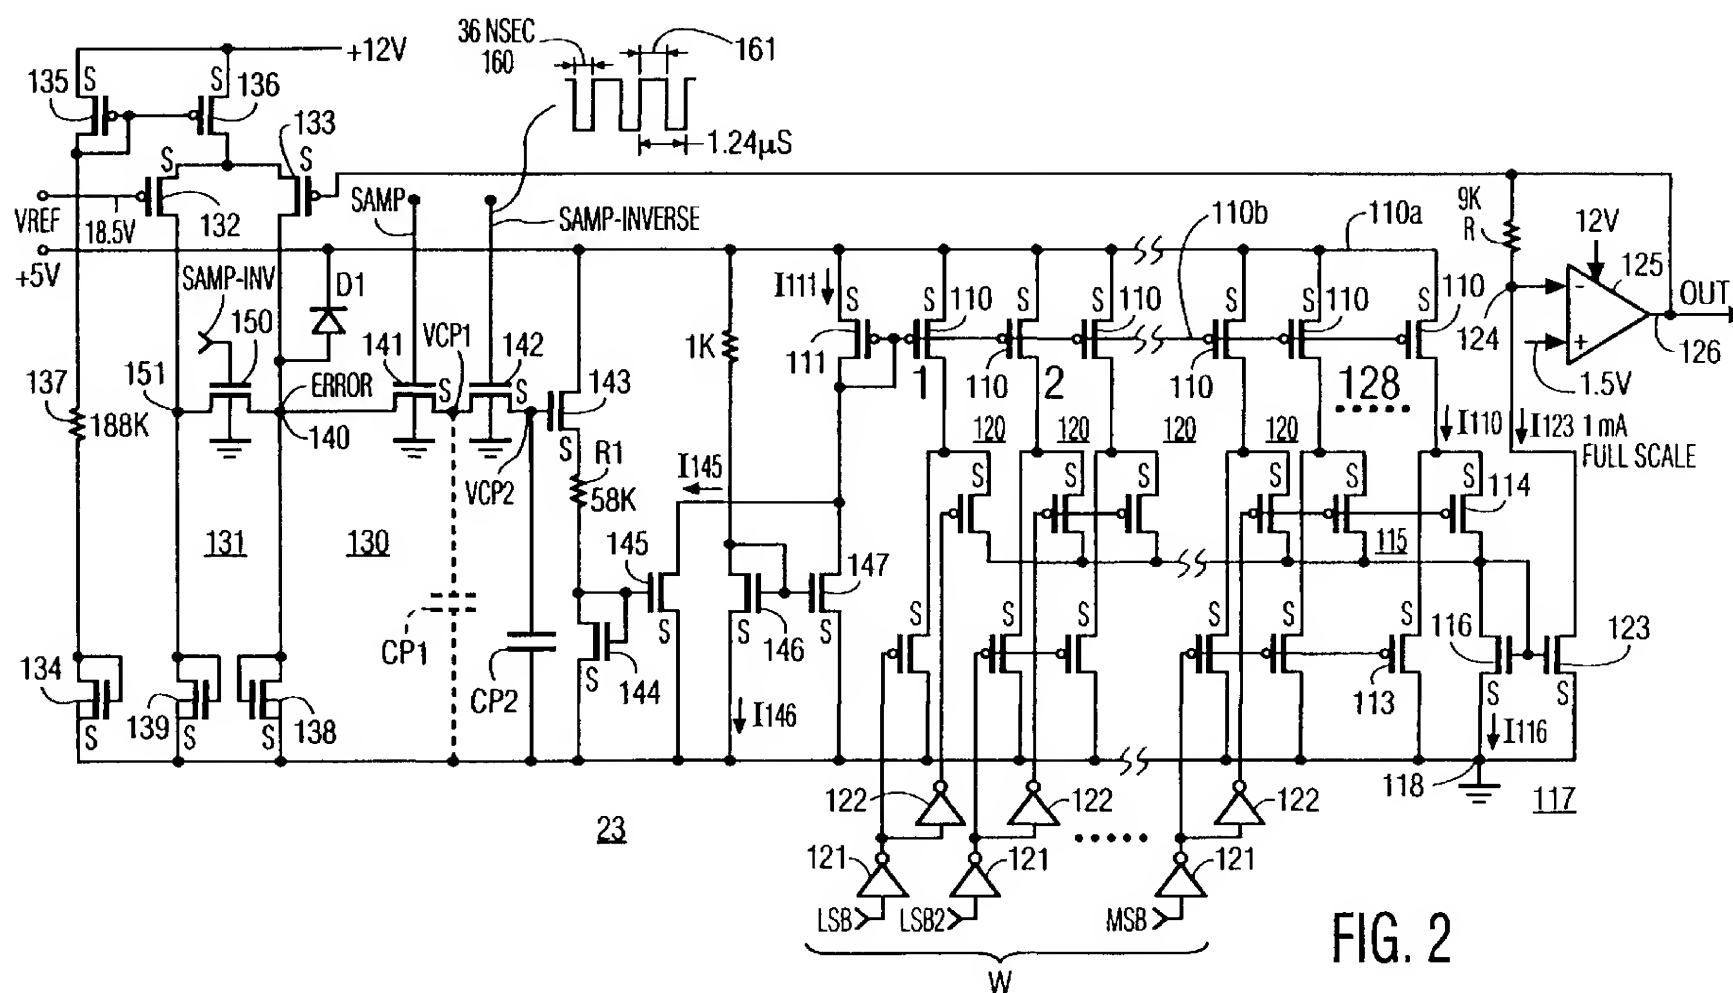 36 NSEC
160
161
+12V
135
S
S
136
133
1.24µS
S
S
VREF
18.5V
132
SAMP
SAMP-INVERSE
110b
110a
9K
R
12V
125
+5V
SAMP-INV
D1
I111
S
S
110
S
S
110
S
S
110
S
110
124
-
+
OUT
126
1.5V
150
141
VCP1
142
1K
111
110
110
151
ERROR
S
S
143
1
2
128
137
188K
140
VCP2
S
R1
58K
I145
120
120
120
120
I110
I123 1 mA
FULL SCALE
S
S
S
S
S
S
114
131
130
145
147
115
CP1
CP2
S
S
S
146
S
144
S
S
S
S
S
S
116
123
134
139
138
113
S
S
S
S
S
I146
I116
118
117
122
122
122
23
121
121
121
LSB
LSB2
MSB
W
FIG. 2